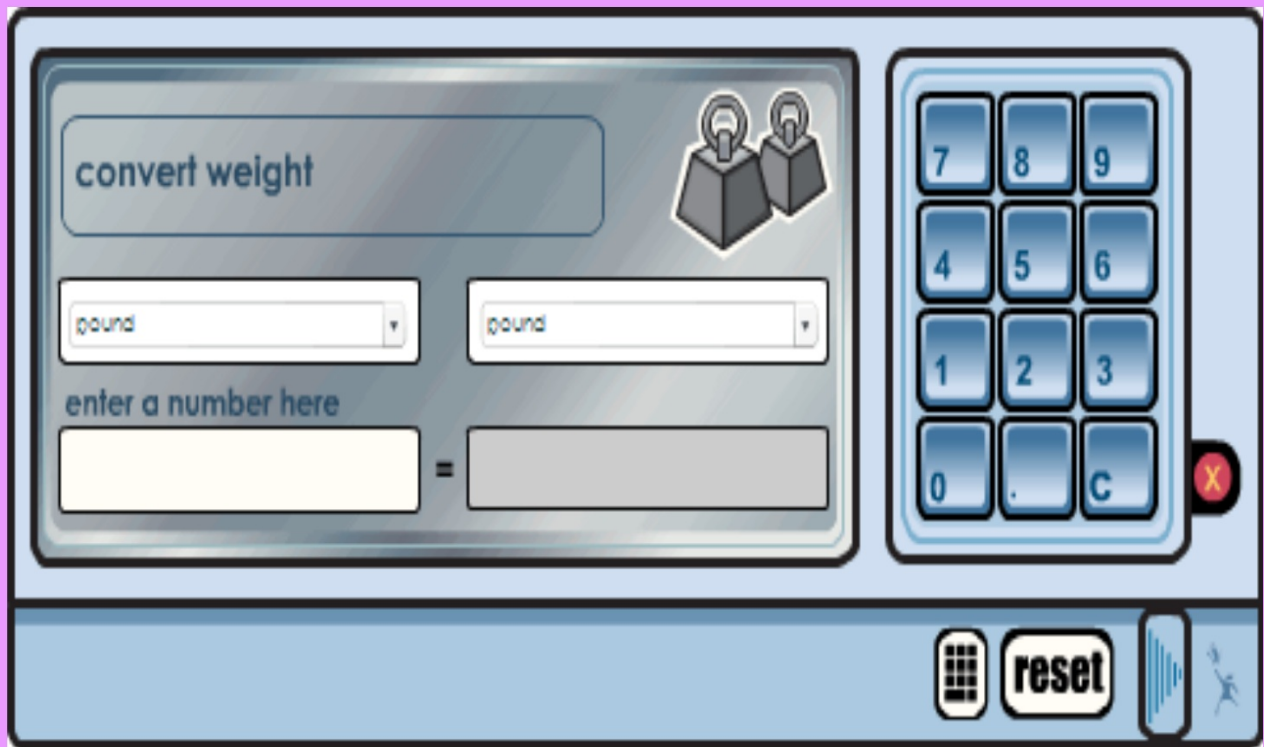 convert weight
pound
pound
enter a number here
=
7 8 9
4 5 6
1 2 3
0 . C
X
reset